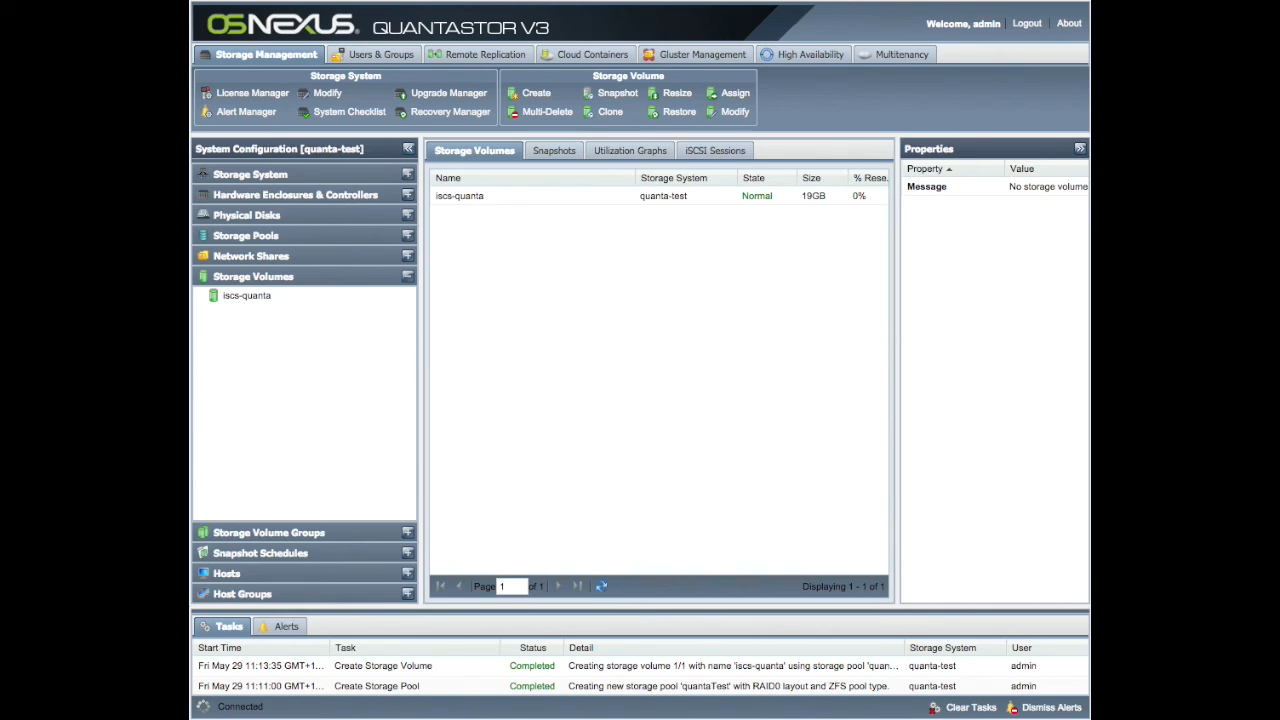 OSNEXUS. QUANTASTOR V3
Welcome, admin Logout About
Storage Management Users & Groups Remote Replication Cloud Containers Gluster Management High Availability Multitenancy
Storage System Storage Volume
License Manager Modify Upgrade Manager Create Snapshot Resize Assign
Alert Manager System Checklist Recovery Manager Multi-Delete Clone Restore Modify
System Configuration [quanta-test]
Storage System
Hardware Enclosures & Controllers
Physical Disks
Storage Pools
Network Shares
Storage Volumes
iscs-quanta
Storage Volume Groups
Snapshot Schedules
Hosts
Host Groups
Storage Volumes Snapshots Utilization Graphs iSCSI Sessions
Name Storage System State Size % Rese.
iscs-quanta quanta-test Normal 19GB 0%
Page 1 of 1 Displaying 1 - 1 of 1
Properties
Property Value
Message No storage volume
Tasks Alerts
Start Time Task Status Detail Storage System User
Fri May 29 11:13:35 GMT+1... Create Storage Volume Completed Creating storage volume 1/1 with name 'iscs-quanta' using storage pool 'quan... quanta-test admin
Fri May 29 11:11:00 GMT+1... Create Storage Pool Completed Creating new storage pool 'quantaTest' with RAID0 layout and ZFS pool type. quanta-test admin
Connected Clear Tasks Dismiss Alerts